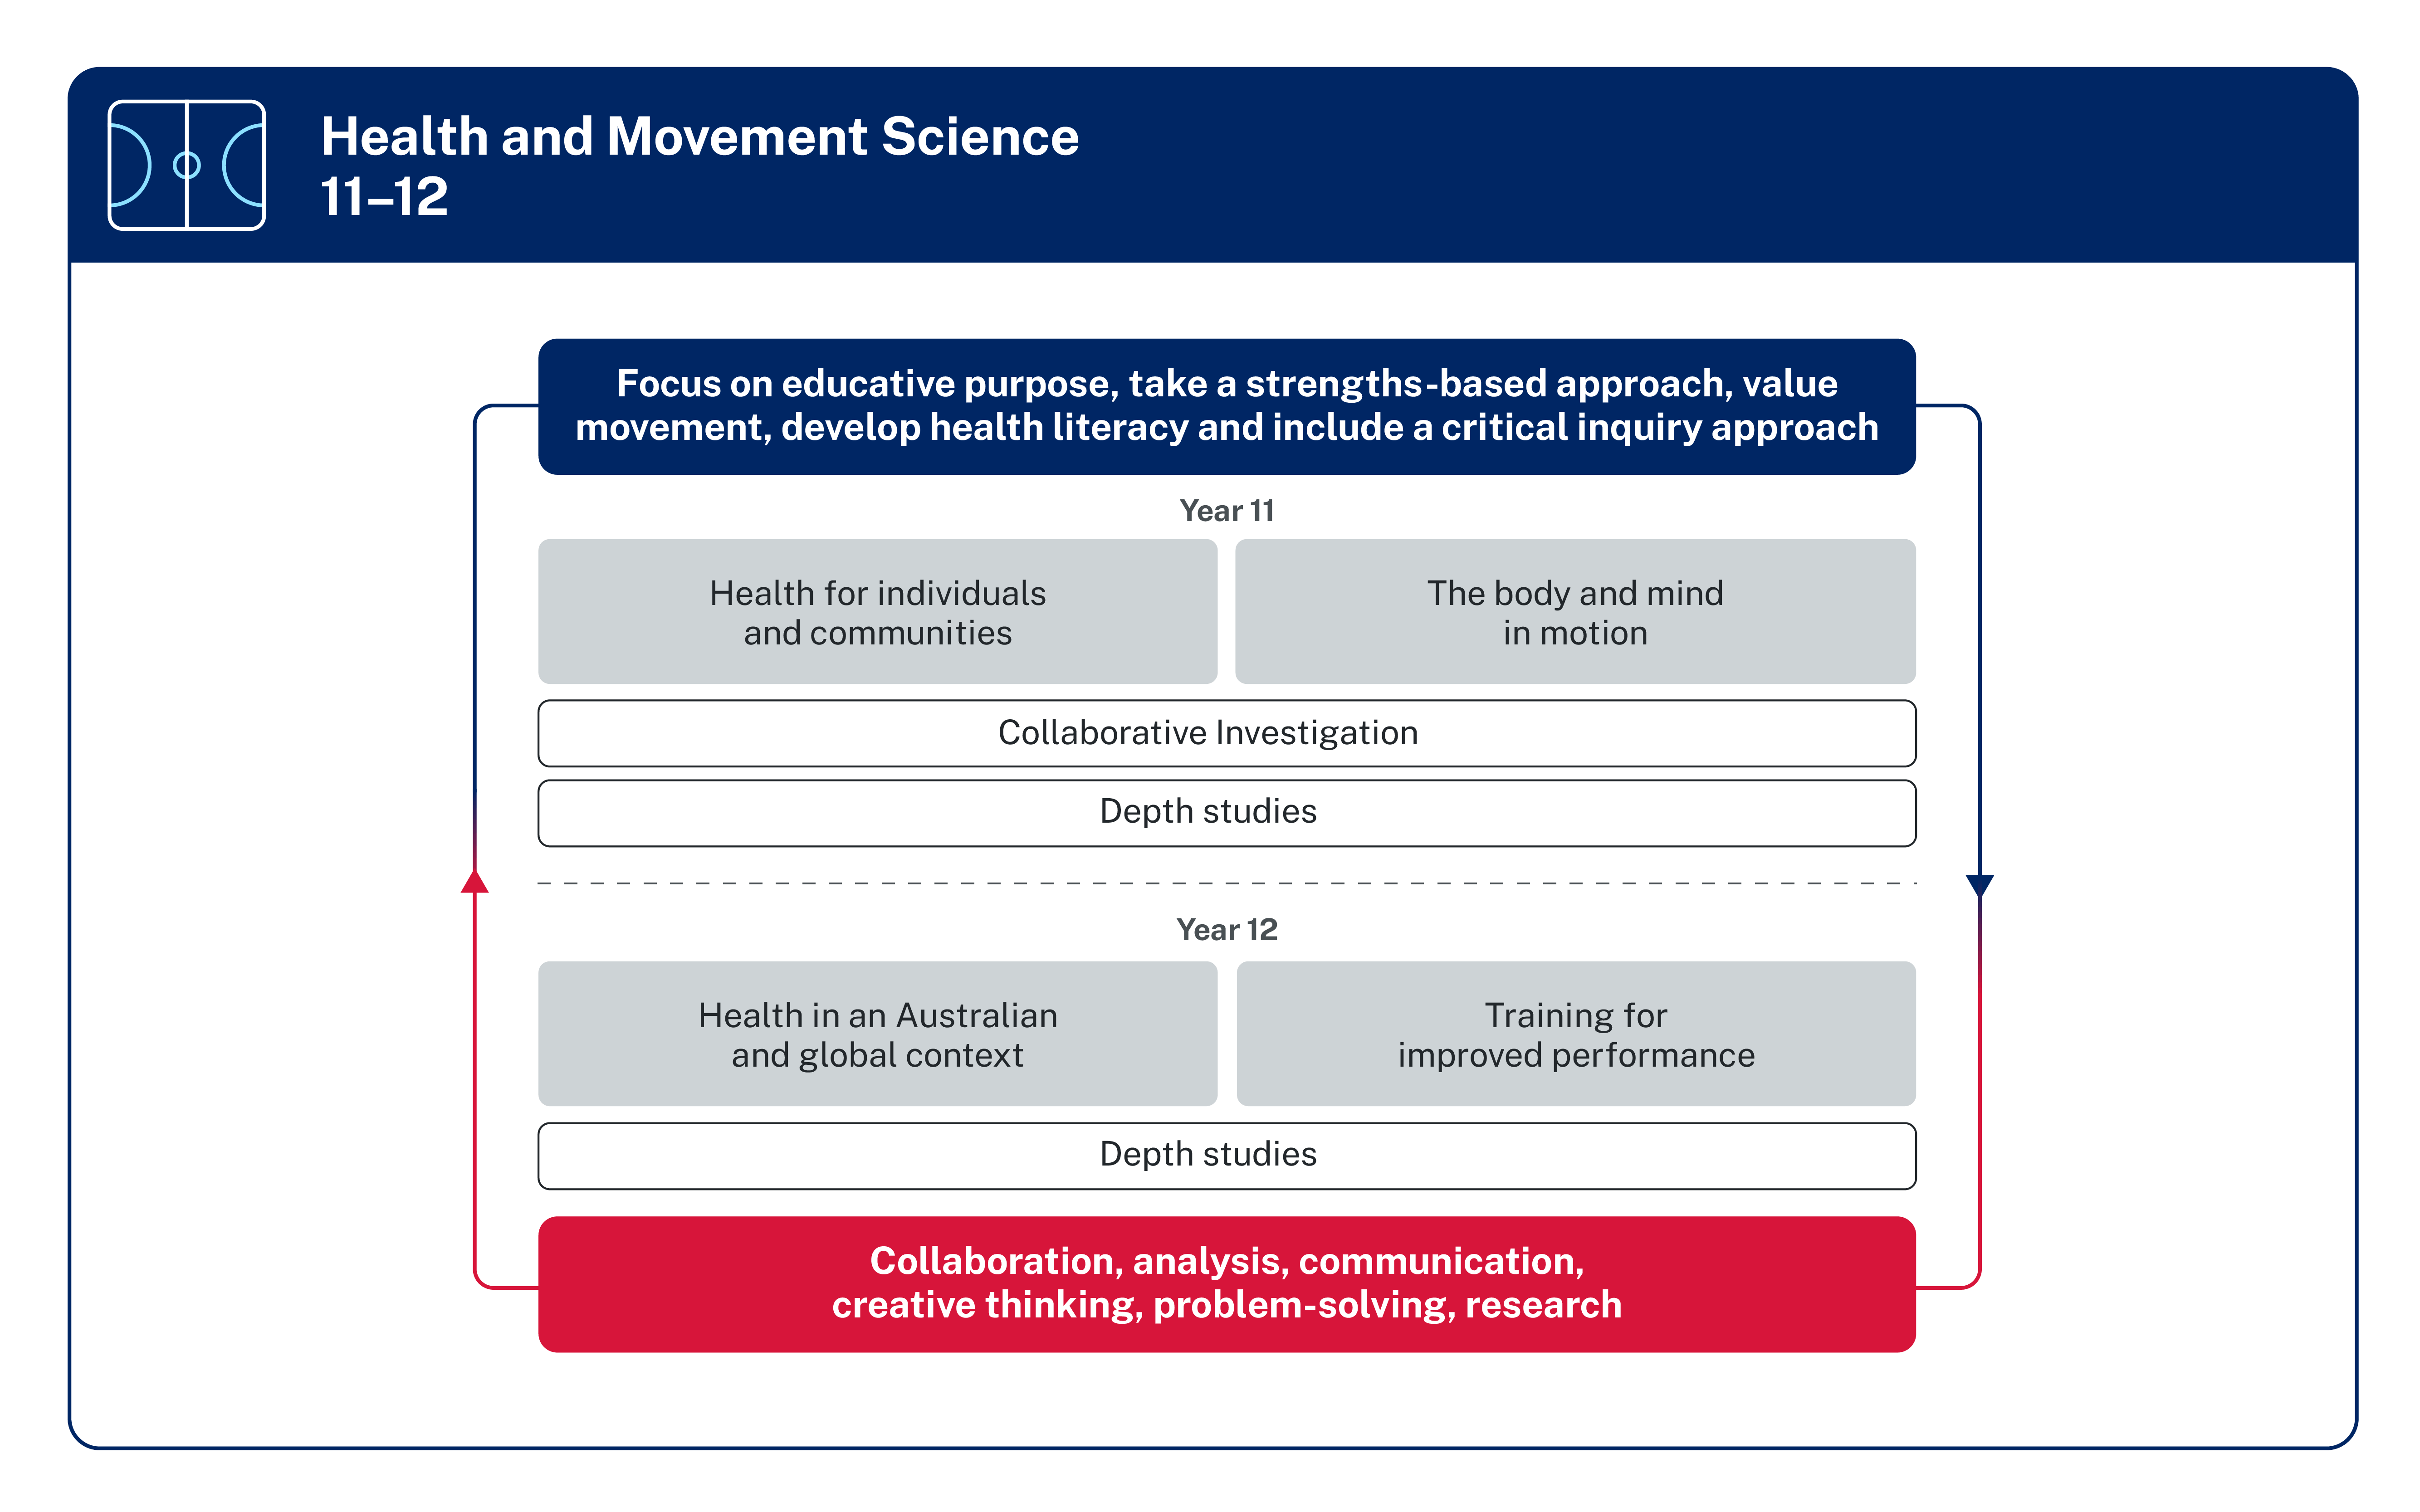 Health and Movement Science
11–12
Focus on educative purpose, take a strengths-based approach, value
movement, develop health literacy and include a critical inquiry approach
Year 11
Health for individuals
and communities
The body and mind
in motion
Collaborative Investigation
Depth studies
Year 12
Health in an Australian
and global context
Training for
improved performance
Depth studies
Collaboration, analysis, communication,
creative thinking, problem-solving, research